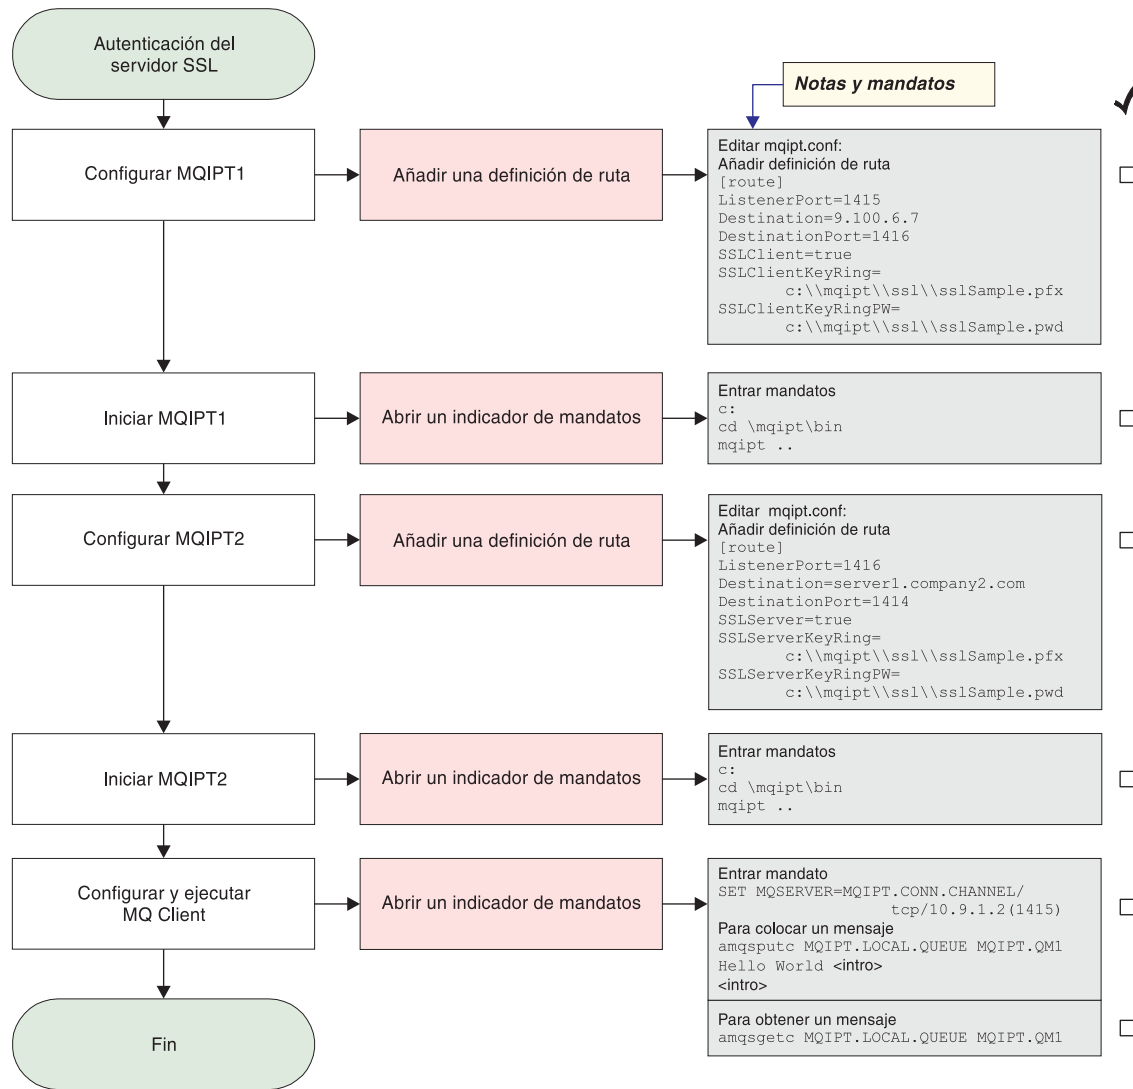 Autenticación del
servidor SSL
Notas y mandatos
Configurar MQIPT1
Añadir una definición de ruta
Editar mqipt.conf:
Añadir definición de ruta
[route]
ListenerPort=1415
Destination=9.100.6.7
DestinationPort=1416
SSLClient=true
SSLClientKeyRing=
c:\\mqipt\\ssl\\sslSample.pfx
SSLClientKeyRingPW=
c:\\mqipt\\ssl\\sslSample.pwd
Iniciar MQIPT1
Abrir un indicador de mandatos
Entrar mandatos
c:
cd \mqipt\bin
mqipt ..
Configurar MQIPT2
Añadir una definición de ruta
Editar mqipt.conf:
Añadir definición de ruta
[route]
ListenerPort=1416
Destination=server1.company2.com
DestinationPort=1414
SSLServer=true
SSLServerKeyRing=
c:\\mqipt\\ssl\\sslSample.pfx
SSLServerKeyRingPW=
c:\\mqipt\\ssl\\sslSample.pwd
Iniciar MQIPT2
Abrir un indicador de mandatos
Entrar mandatos
c:
cd \mqipt\bin
mqipt ..
Configurar y ejecutar
MQ Client
Abrir un indicador de mandatos
Entrar mandato
SET MQSERVER=MQIPT.CONN.CHANNEL/
tcp/10.9.1.2(1415)
Para colocar un mensaje
amqsputc MQIPT.LOCAL.QUEUE MQIPT.QM1
Hello World <intro>
<intro>
Para obtener un mensaje
amqsgetc MQIPT.LOCAL.QUEUE MQIPT.QM1
Fin